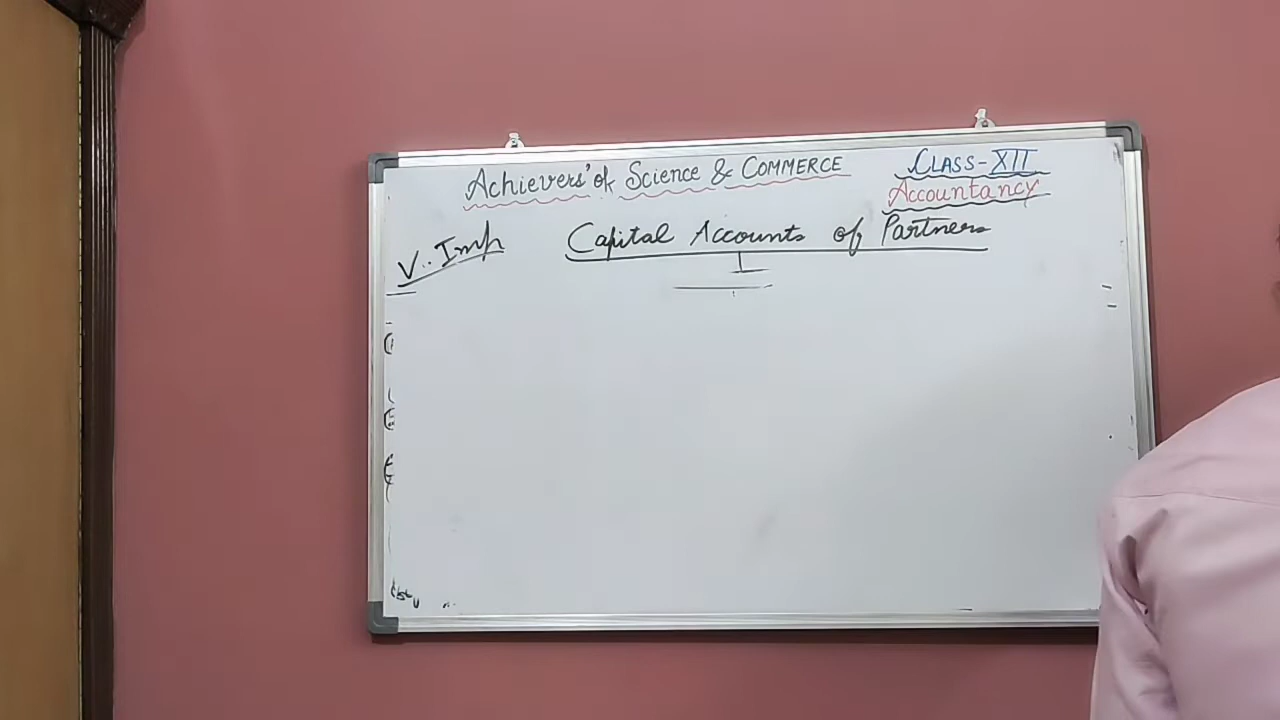 Achievers' of Science & COMMERCE
CLASS-XII
Accountancy
V. Imp
Capital Accounts of Partners